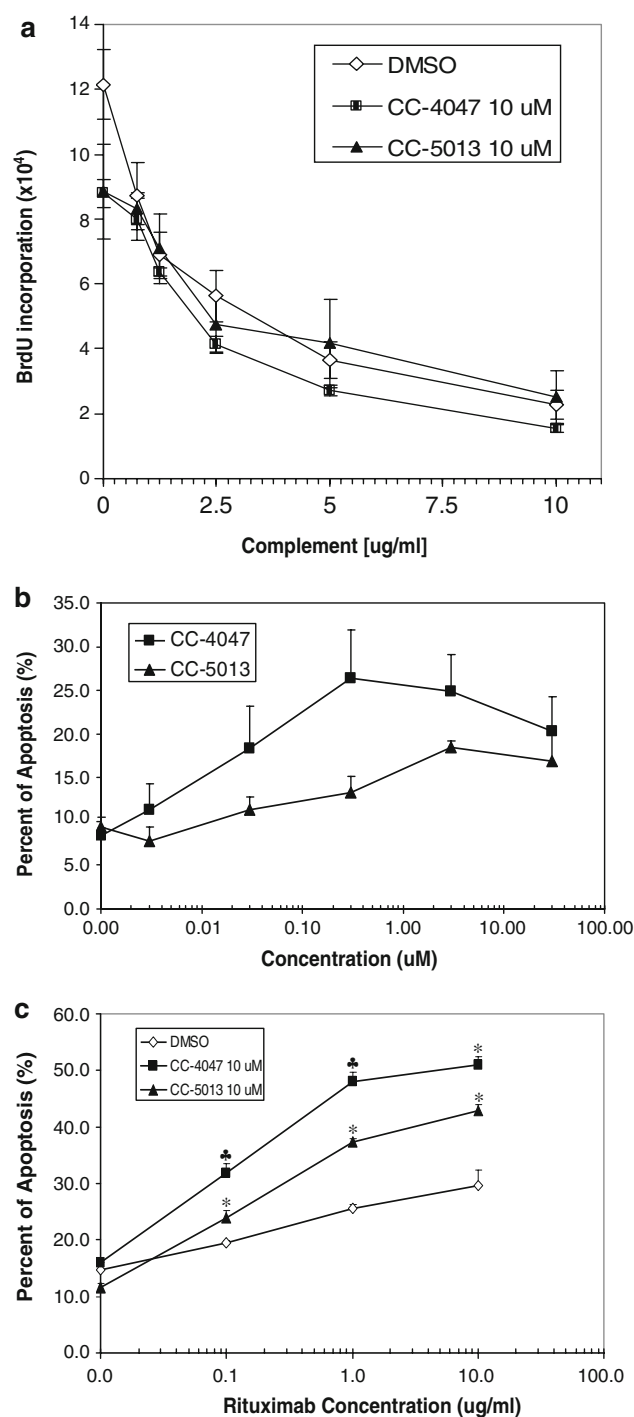 a
14
12
10
8
6
4
2
0
BrdU incorporation (x10⁴)
DMSO
CC-4047 10 uM
CC-5013 10 uM
0 2.5 5 7.5 10
Complement [ug/ml]
b
35.0
30.0
25.0
20.0
15.0
10.0
5.0
0.0
Percent of Apoptosis (%)
CC-4047
CC-5013
0.00 0.01 0.10 1.00 10.00 100.00
Concentration (uM)
c
60.0
50.0
40.0
30.0
20.0
10.0
0.0
Percent of Apoptosis (%)
DMSO
CC-4047 10 uM
CC-5013 10 uM
♣ ♣ *
* * *
0.0 0.1 1.0 10.0 100.0
Rituximab Concentration (ug/ml)